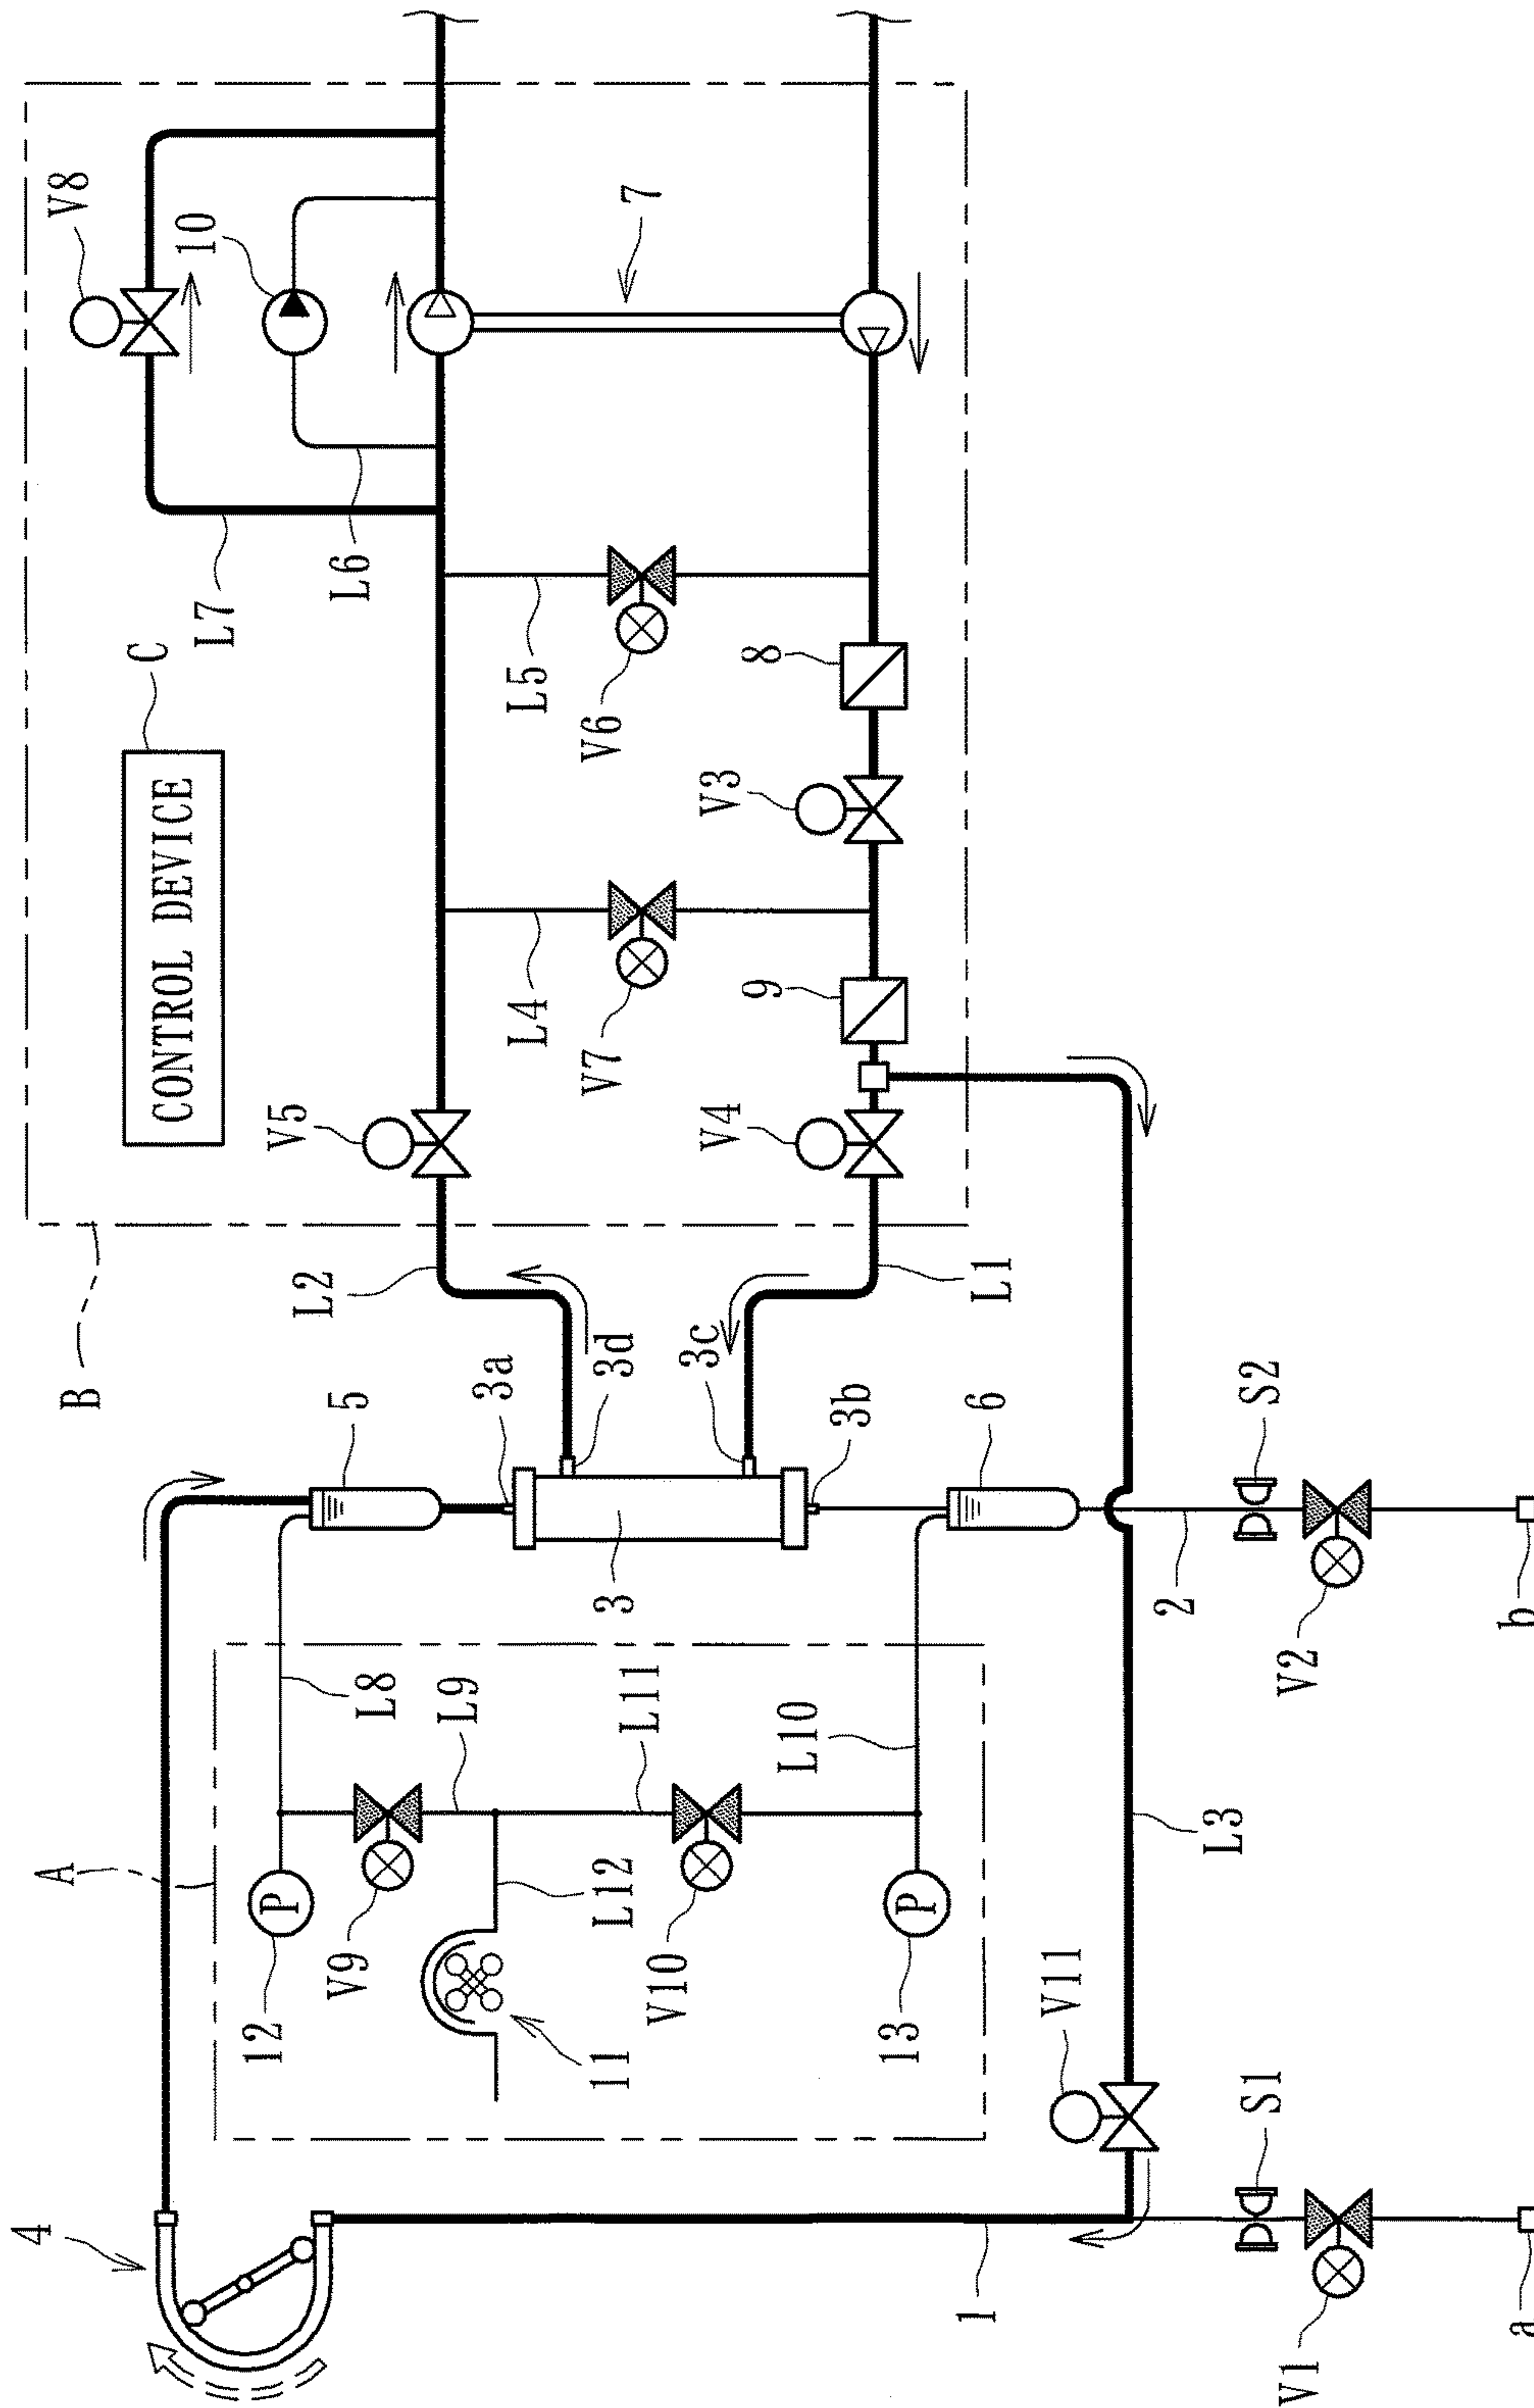 4
A
B
V8
C
CONTROL DEVICE
10
L7
12
P
V5
L2
V9
5
L6
L8
L9
3a
L4
L5
V7
V6
11
L12
3
3d
L11
7
V10
3c
V4
V3
9
8
L10
3b
13
P
1
6
L1
V11
2
L3
S1
S2
V1
V2
a
b